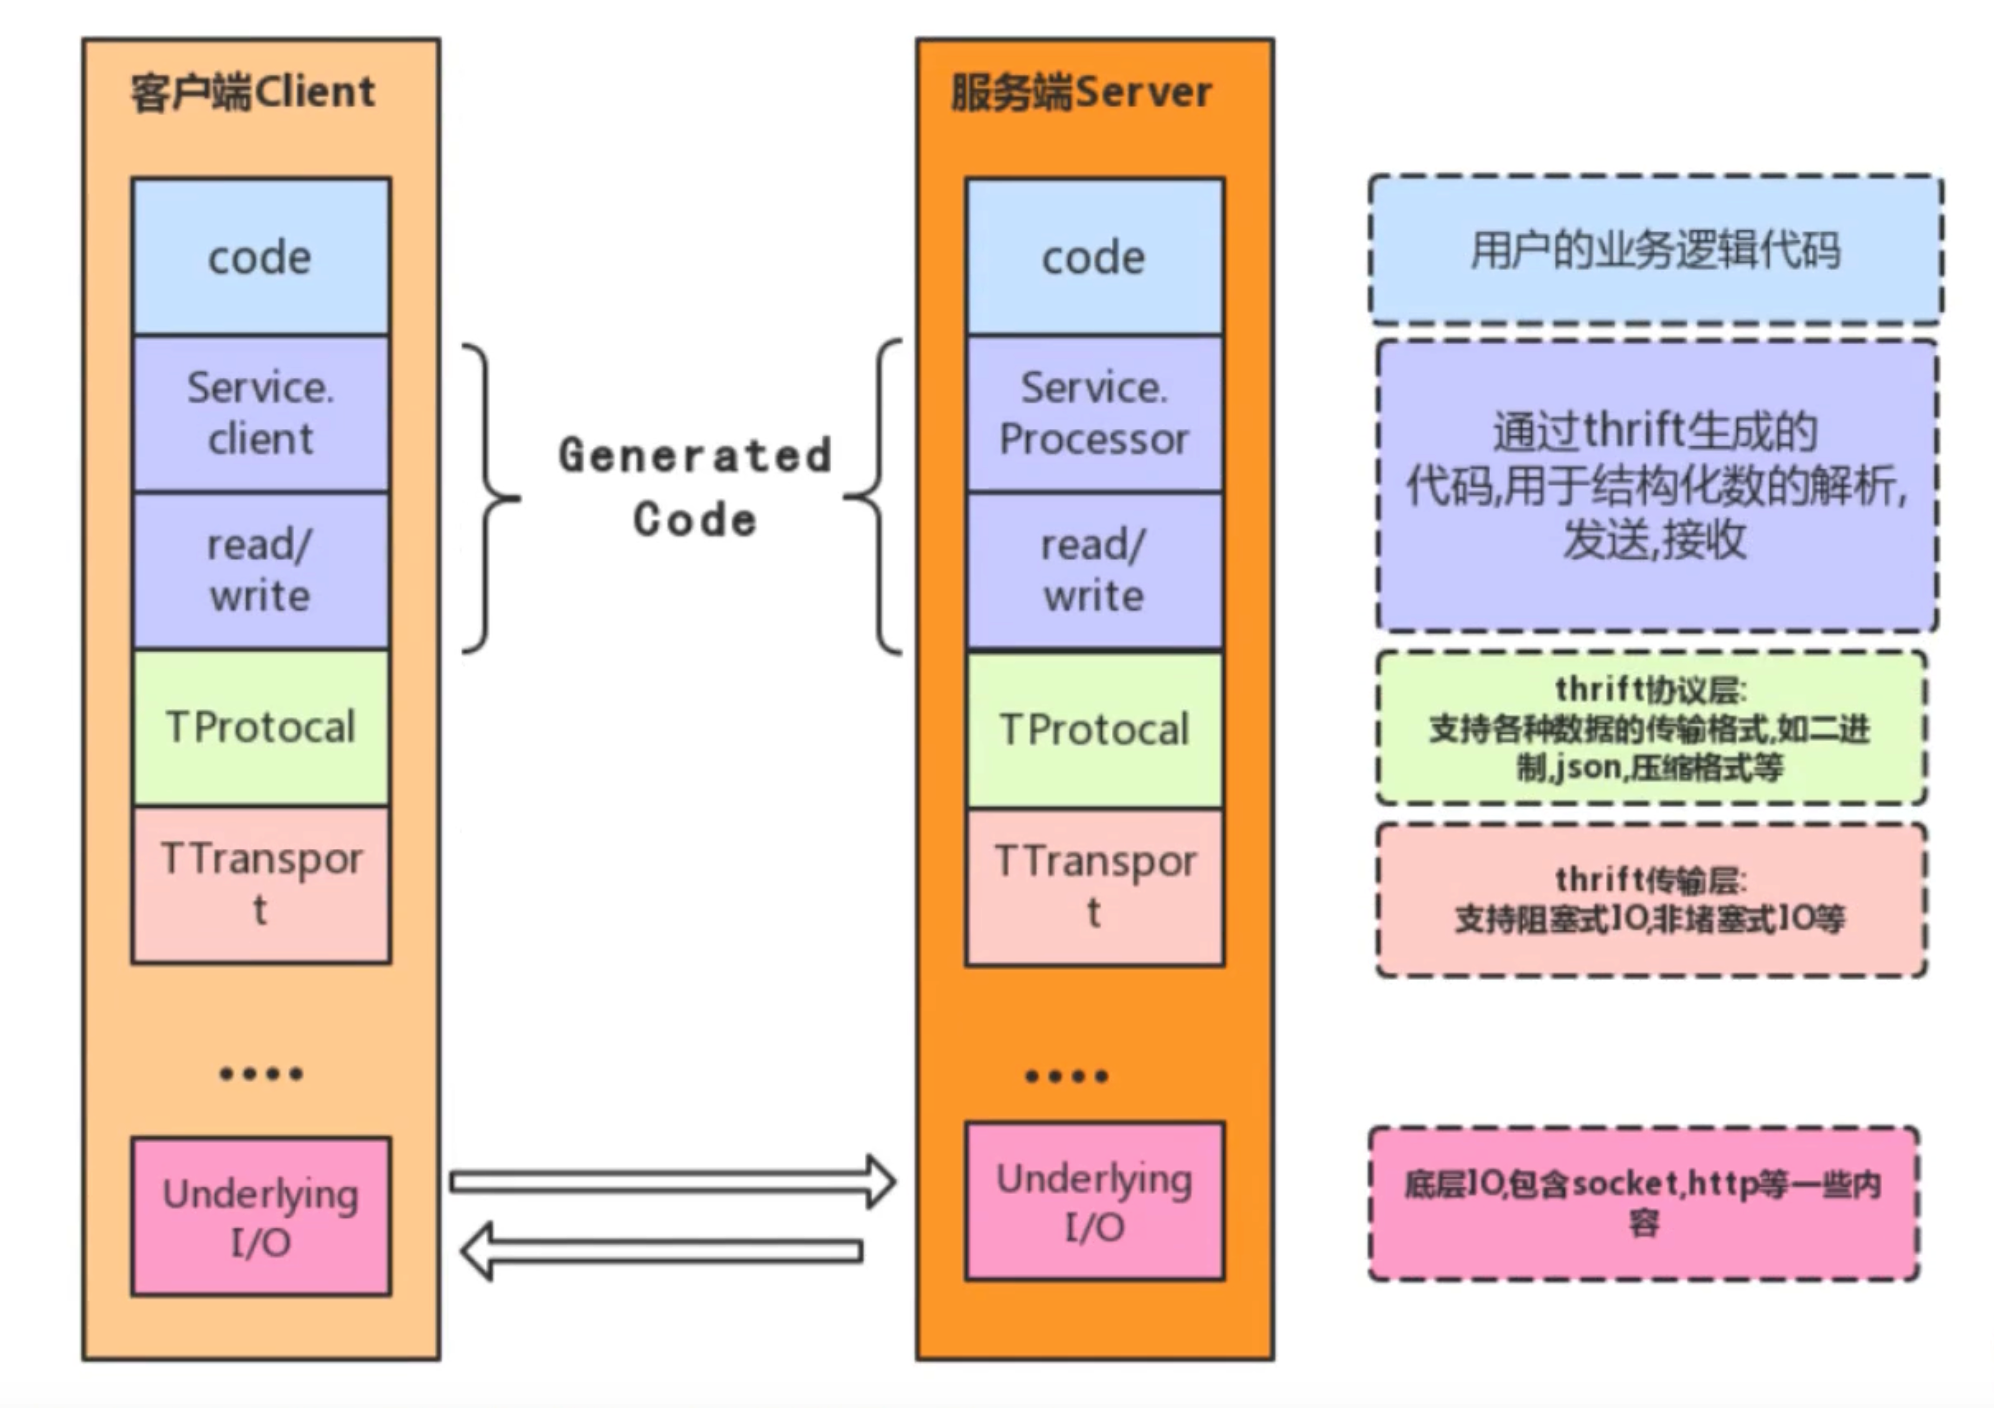 客户端Client
code
Service.
client
read/
write
TProtocal
TTranspor
t
....
Underlying
I/O
Generated
Code
服务端Server
code
Service.
Processor
read/
write
TProtocal
TTranspor
t
....
Underlying
I/O
用户的业务逻辑代码
通过thrift生成的
代码,用于结构化数的解析,
发送,接收
thrift协议层:
支持各种数据的传输格式,如二进
制,json,压缩格式等
thrift传输层:
支持阻塞式IO,非堵塞式IO等
底层IO,包含socket,http等一些内
容